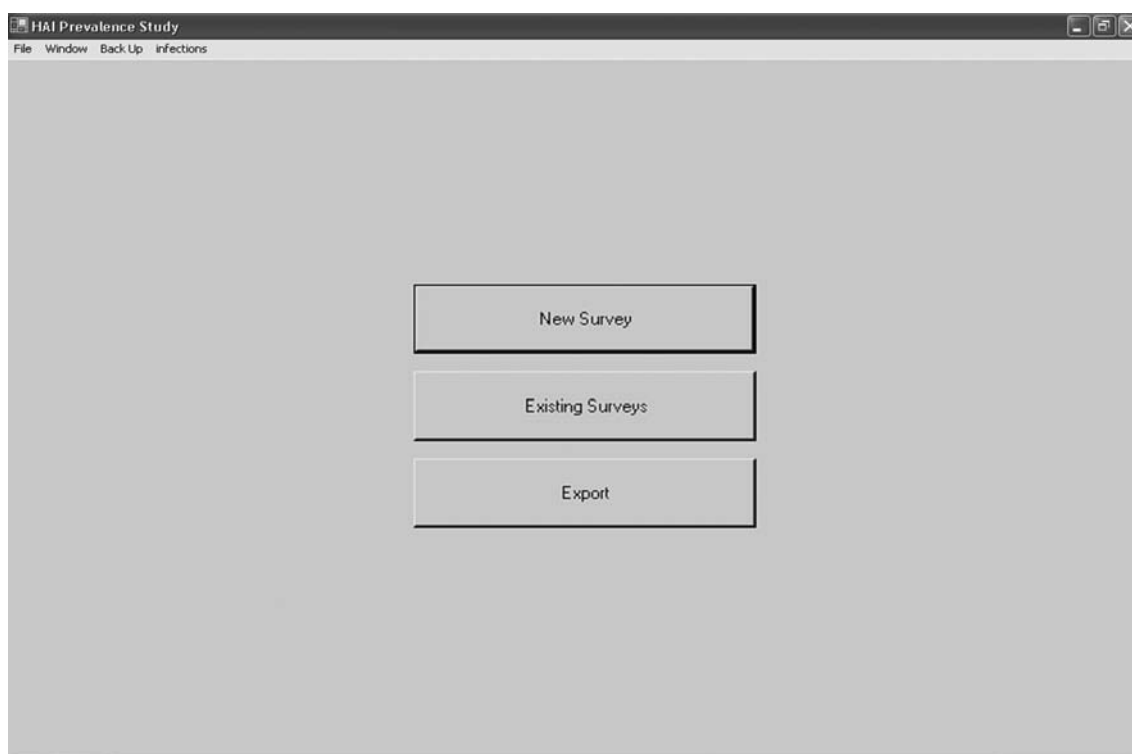 HAI Prevalence Study
File Window Back Up infections
New Survey
Existing Surveys
Export